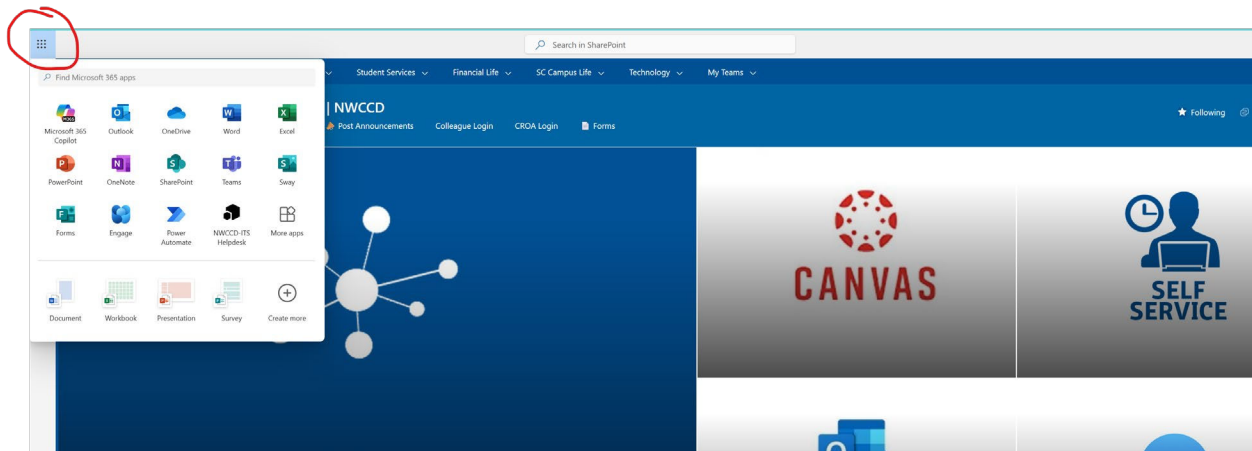 Search in SharePoint
Find Microsoft 365 apps
Student Services
Financial Life
SC Campus Life
Technology
My Teams
| NWCCD
Following
Post Announcements
Colleague Login
CROA Login
Forms
M365
Microsoft 365
Copilot
Outlook
OneDrive
Word
Excel
PowerPoint
OneNote
SharePoint
Teams
Sway
Forms
Engage
Power
Automate
NWCCD-ITS
Helpdesk
More apps
Document
Workbook
Presentation
Survey
Create more
CANVAS
SELF
SERVICE